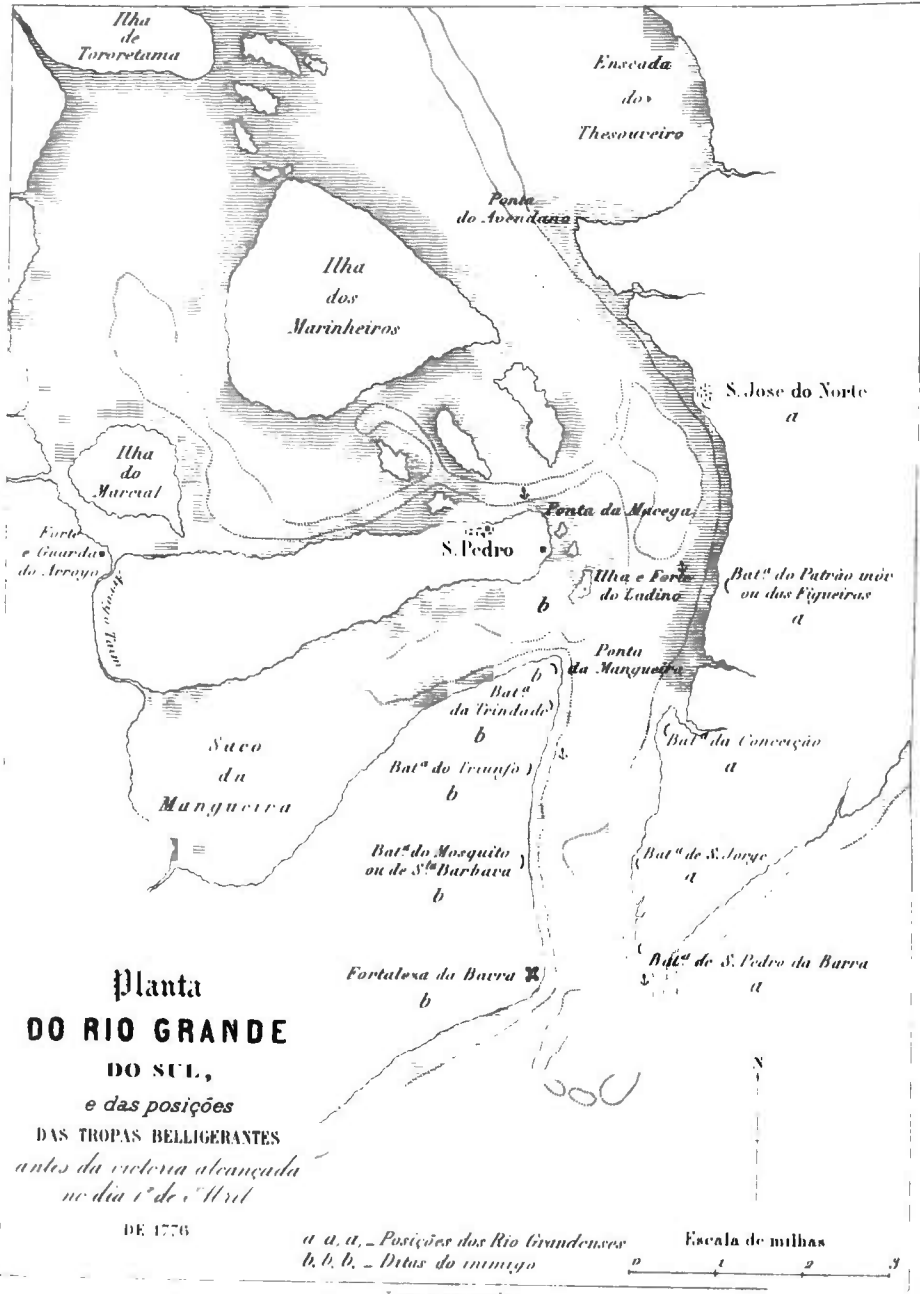 Ilha
de
Tororetama
Enseada
do
Thesouveiro
Ponta
do Avendano
Ilha
dos
Marinheiros
S. Jose do Norte
a
Ilha
do
Marcial
Ponta da Macega
Forte
e Guarda
do Arroyo
S. Pedro
Arroyo Taim
Ilha e Forte
do Ladino
b
Batª. do Patrão mór
ou das Figueiras
a
Ponta
da Mangueira
b
Batª.
da Trindade
b
Batª da Conceição
a
Saco
da
Mangueira
Batª do Triunfo
b
Batª. do Mosquito
ou de Sta Barbara
b
Batª de S. Jorge
a
Fortalesa da Barra
b
Batª de S. Pedro da Barra
a
Planta
DO RIO GRANDE
DO SUL,
e das posições
DAS TROPAS BELLIGERANTES
antes da victoria alcançada
no dia 1º de Abril
DE 1776
N
a a, a, _ Posições dos Rio Grandenses
b, b, b, _ Ditas do inimigo
Escala de milhas
0 1 2 3